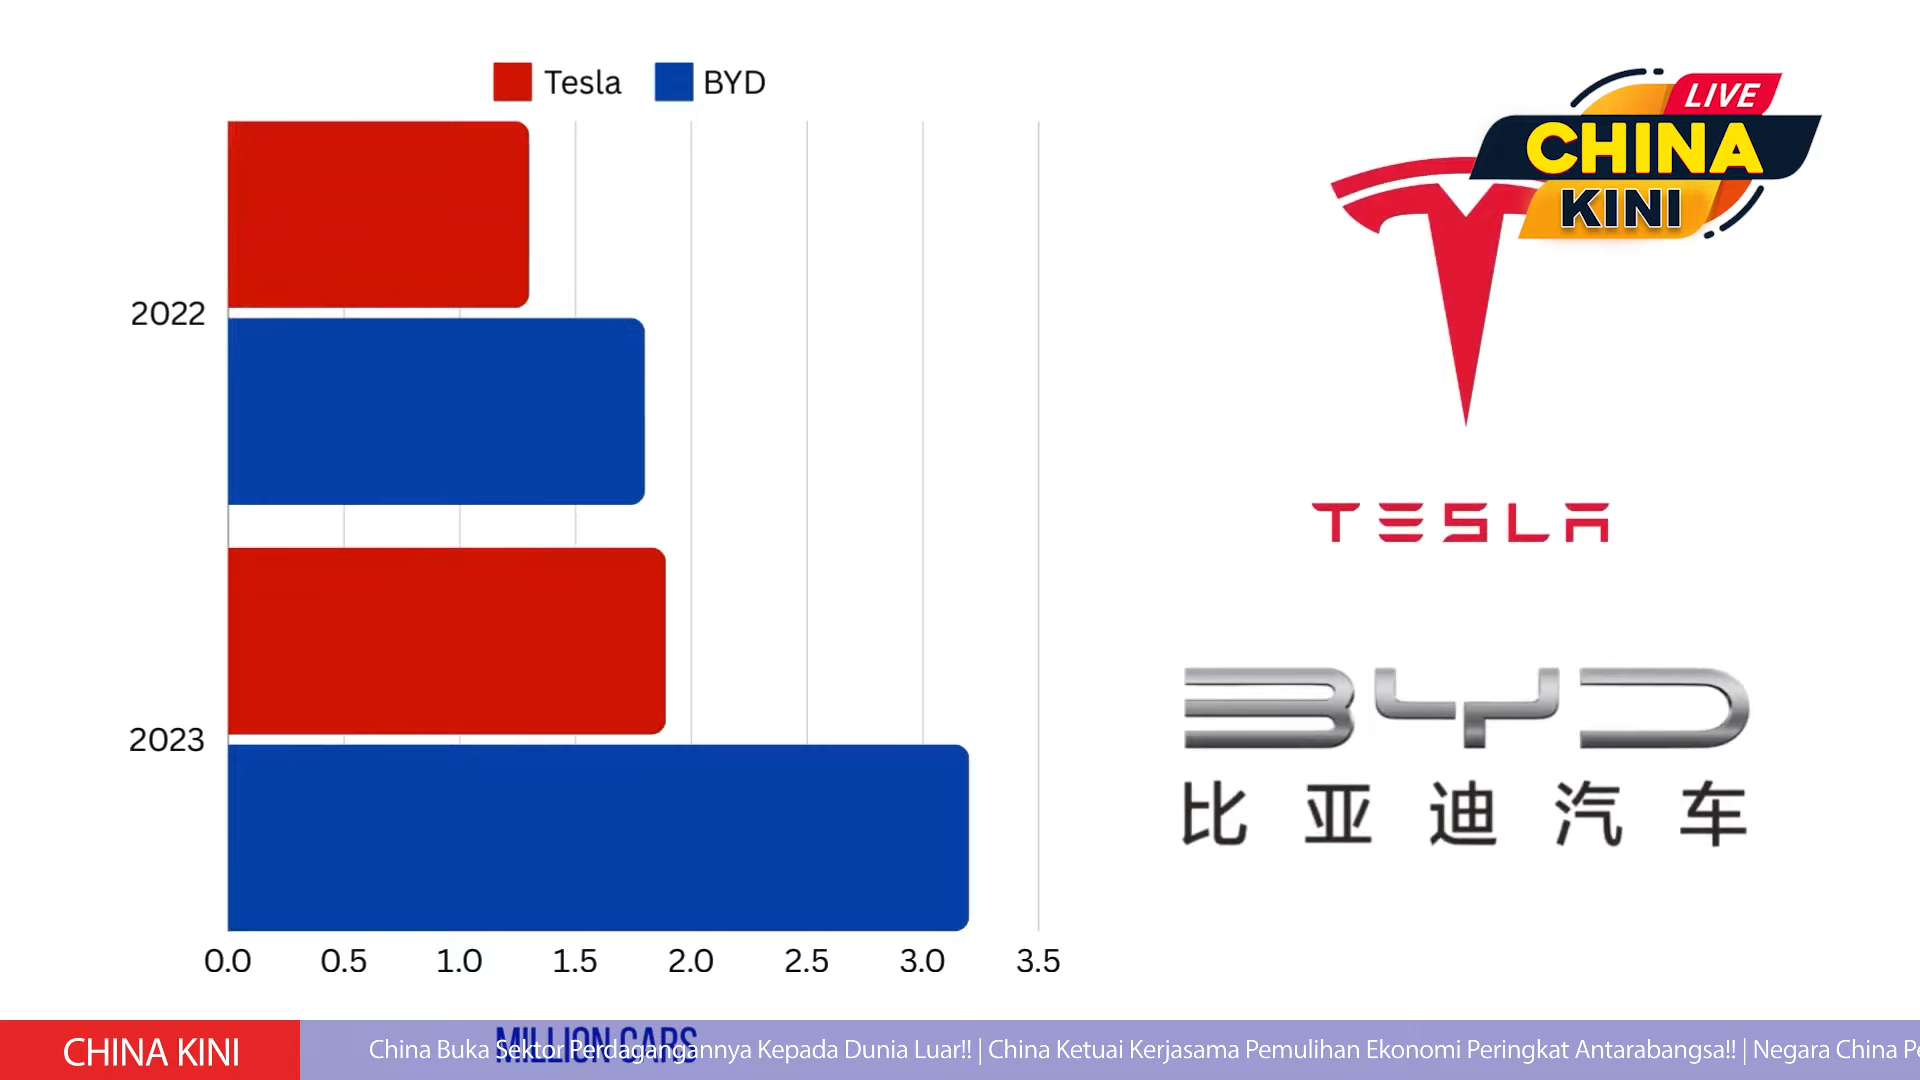 Tesla
BYD
LIVE
CHINA
KINI
2022
2023
TESLA
BYD
比亚迪汽车
0.0 0.5 1.0 1.5 2.0 2.5 3.0 3.5
MILLION CARS
CHINA KINI
China Buka Sektor Perdagangannya Kepada Dunia Luar!! | China Ketuai Kerjasama Pemulihan Ekonomi Peringkat Antarabangsa!! | Negara China